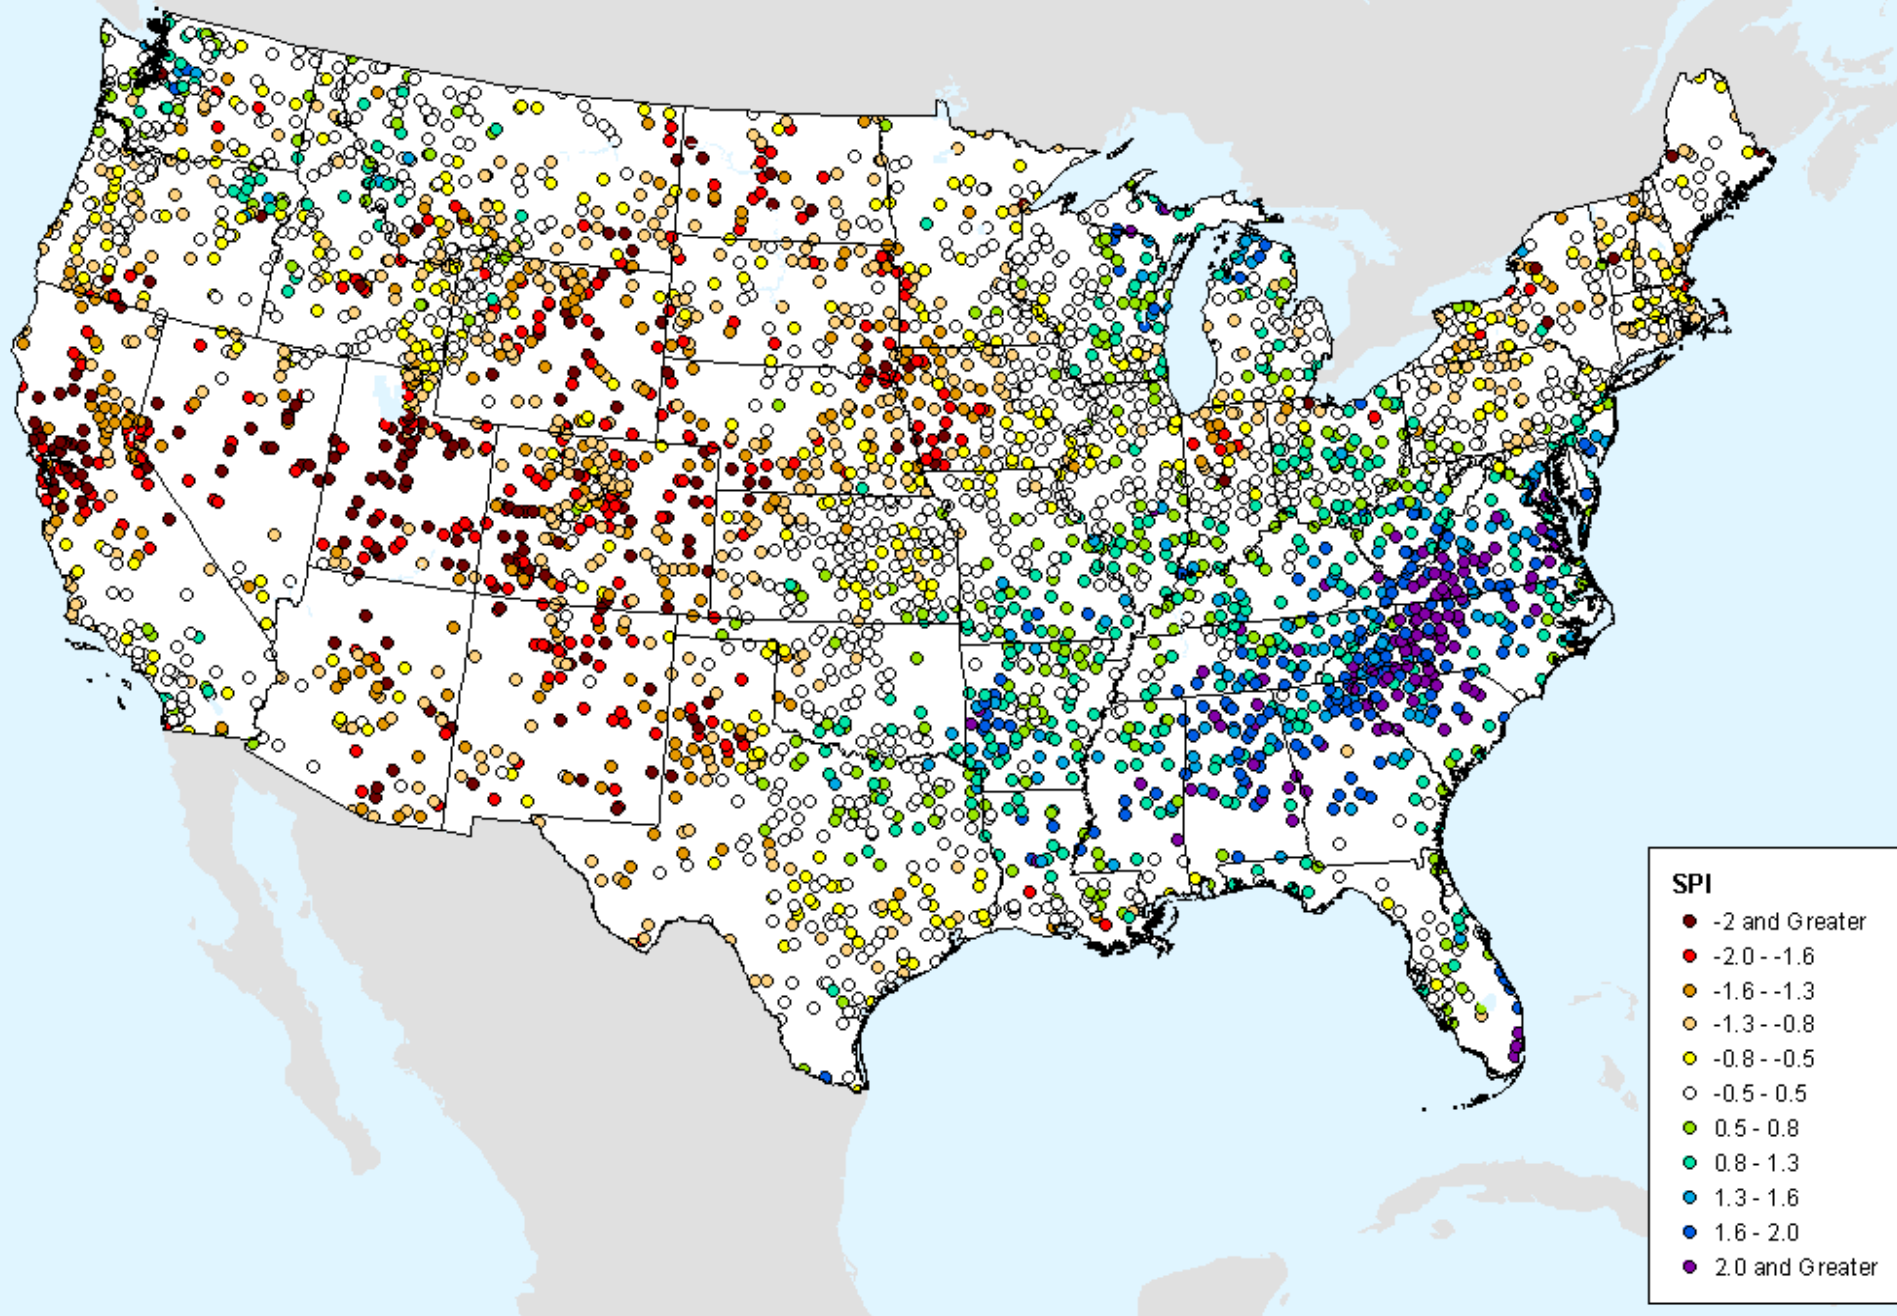 SPI
-2 and Greater
-2.0 - -1.6
-1.6 - -1.3
-1.3 - -0.8
-0.8 - -0.5
-0.5 - 0.5
0.5 - 0.8
0.8 - 1.3
1.3 - 1.6
1.6 - 2.0
2.0 and Greater